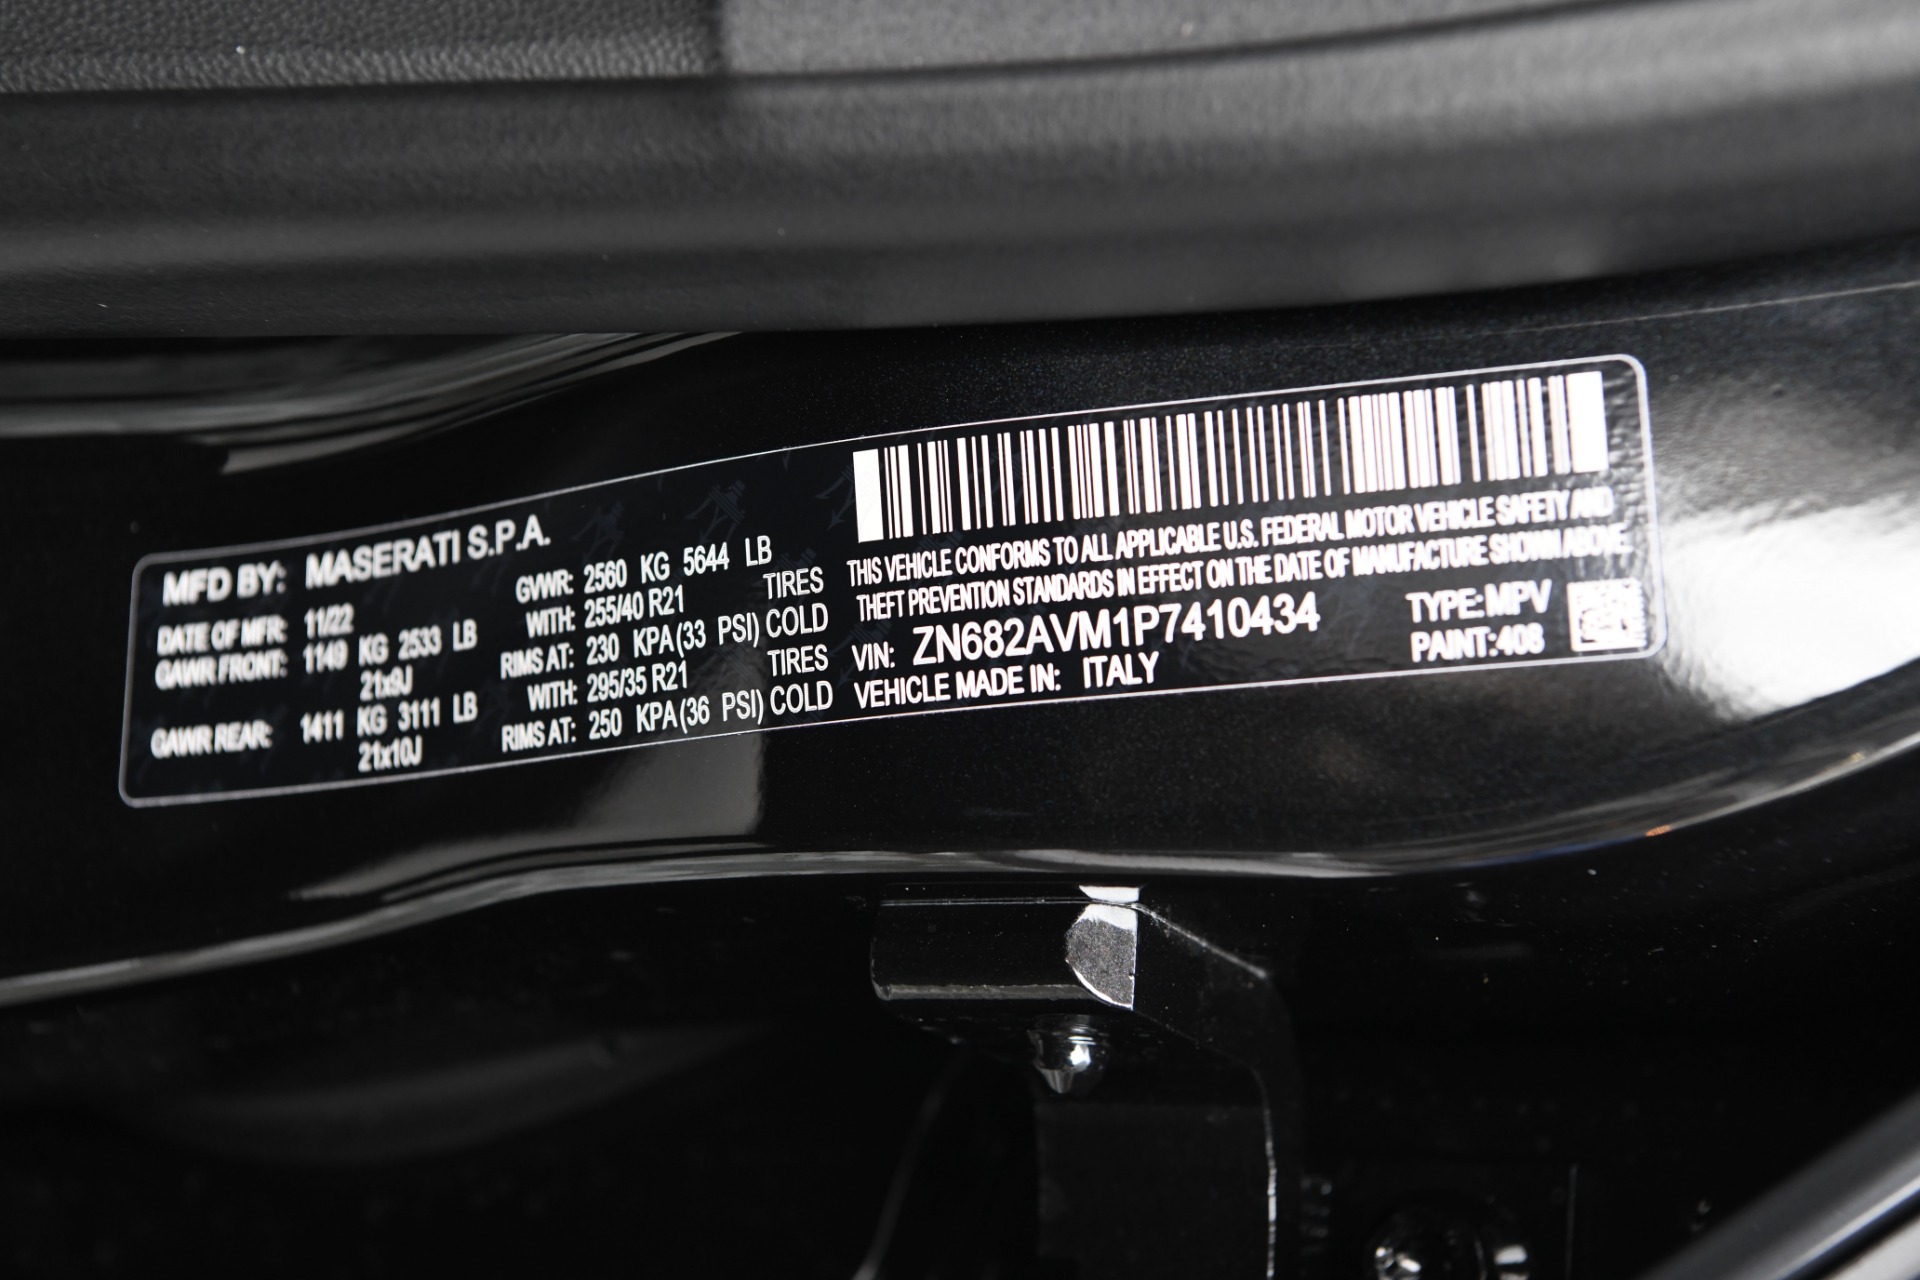 MFD BY: MASERATI S.P.A.
DATE OF MFR: 11/22
GAWR FRONT: 1149 KG 2533 LB
21x9J
GAWR REAR: 1411 KG 3111 LB
21x10J
GVWR: 2560 KG 5644 LB
WITH: 255/40 R21 TIRES
RIMS AT: 230 KPA(33 PSI) COLD
WITH: 295/35 R21 TIRES
RIMS AT: 250 KPA(36 PSI) COLD
THIS VEHICLE CONFORMS TO ALL APPLICABLE U.S. FEDERAL MOTOR VEHICLE SAFETY AND
THEFT PREVENTION STANDARDS IN EFFECT ON THE DATE OF MANUFACTURE SHOWN ABOVE.
VIN: ZN682AVM1P7410434
VEHICLE MADE IN: ITALY
TYPE: MPV
PAINT: 408